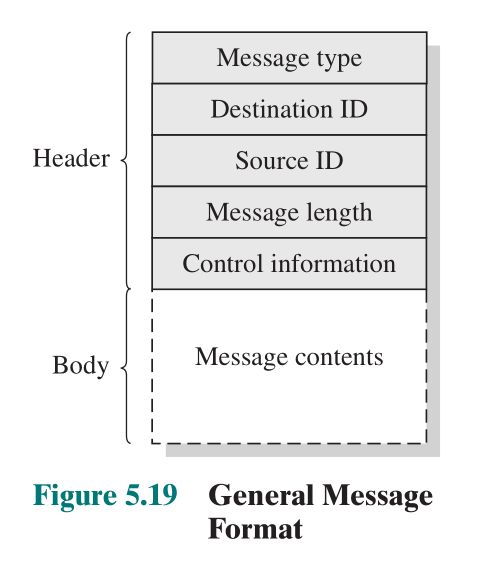 Message type
Destination ID
Header
Source ID
Message length
Control information
Body
Message contents
Figure 5.19 General Message
Format